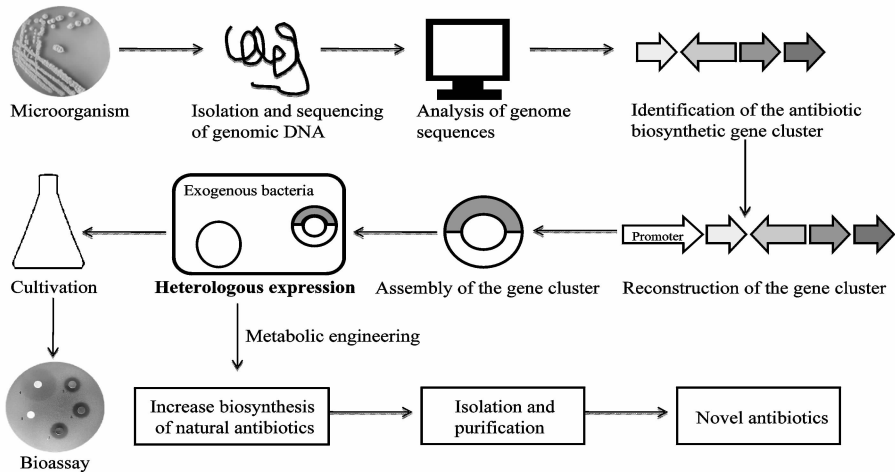 Microorganism
Isolation and sequencing
of genomic DNA
Analysis of genome
sequences
Identification of the antibiotic
biosynthetic gene cluster
Exogenous bacteria
Promoter
Cultivation
Heterologous expression
Assembly of the gene cluster
Reconstruction of the gene cluster
Metabolic engineering
Increase biosynthesis
of natural antibiotics
Isolation and
purification
Novel antibiotics
Bioassay